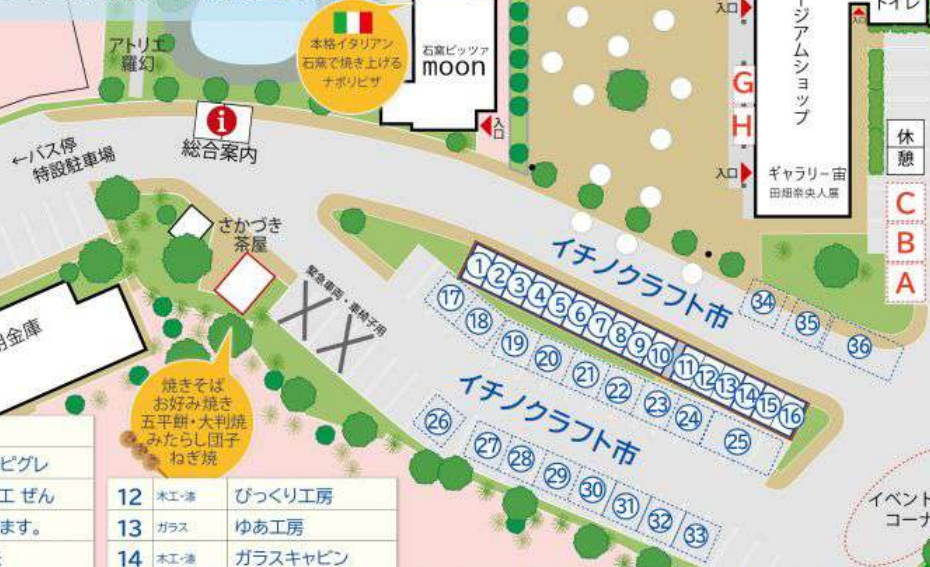 入口
トイレ
入口
ージアムショップ
アトリエ
羅幻
本格イタリアン
石窯で焼き上げる
ナポリピザ
石窯ピッツァ
moon
入口
G
H
入口
ギャラリー宙
田畑奈央人展
休
憩
C
B
A
i
総合案内
←バス停
特設駐車場
さかづき
茶屋
緊急車両・車椅子用
イチノクラフト市
1 2 3 4 5 6 7 8 9 10 11 12 13 14 15 16
34 35 36
17 18 19 20 21 22 23 24 25
イチノクラフト市
26 27 28 29 30 31 32 33
用金庫
焼きそば
お好み焼き
五平餅・大判焼
みたらし団子
ねぎ焼
イベント
コーナ
ピグレ
工 ぜん
ます。
12 木工・漆 びっくり工房
13 ガラス ゆあ工房
14 木工・漆 ガラスキャビン